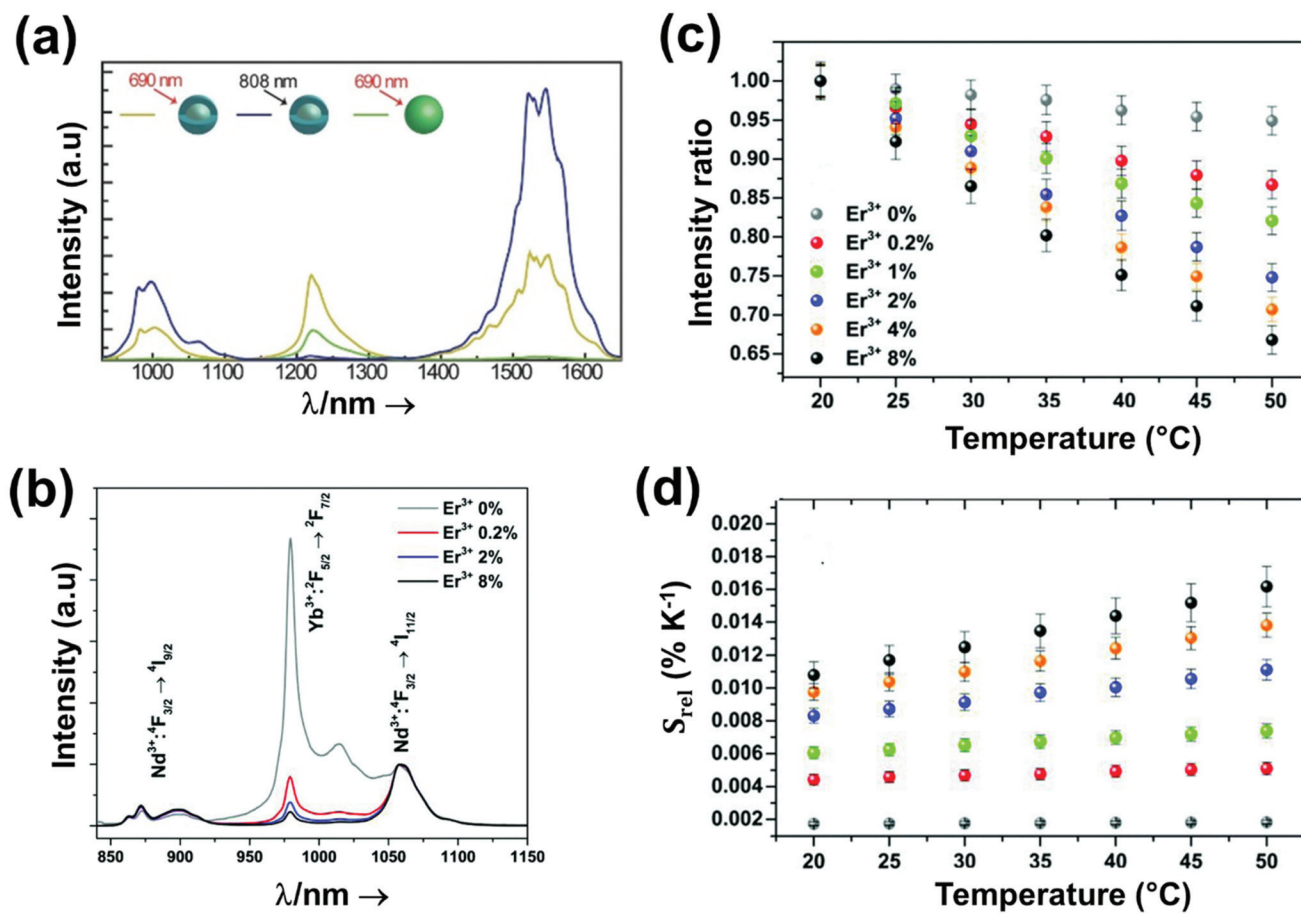 (a)
690 nm
808 nm
690 nm
Intensity (a.u)
1000
1100
1200
1300
1400
1500
1600
λ/nm →
(b)
Er³⁺ 0%
Er³⁺ 0.2%
Er³⁺ 2%
Er³⁺ 8%
Nd³⁺:⁴F₃/₂ → ⁴I₉/₂
Yb³⁺:²F₅/₂ → ²F₇/₂
Nd³⁺:⁴F₃/₂ → ⁴I₁₁/₂
Intensity (a.u)
850
900
950
1000
1050
1100
1150
λ/nm →
(c)
1.00
0.95
0.90
0.85
0.80
0.75
0.70
0.65
Intensity ratio
Er³⁺ 0%
Er³⁺ 0.2%
Er³⁺ 1%
Er³⁺ 2%
Er³⁺ 4%
Er³⁺ 8%
20
25
30
35
40
45
50
Temperature (°C)
(d)
0.020
0.018
0.016
0.014
0.012
0.010
0.008
0.006
0.004
0.002
Srel (% K⁻¹)
20
25
30
35
40
45
50
Temperature (°C)